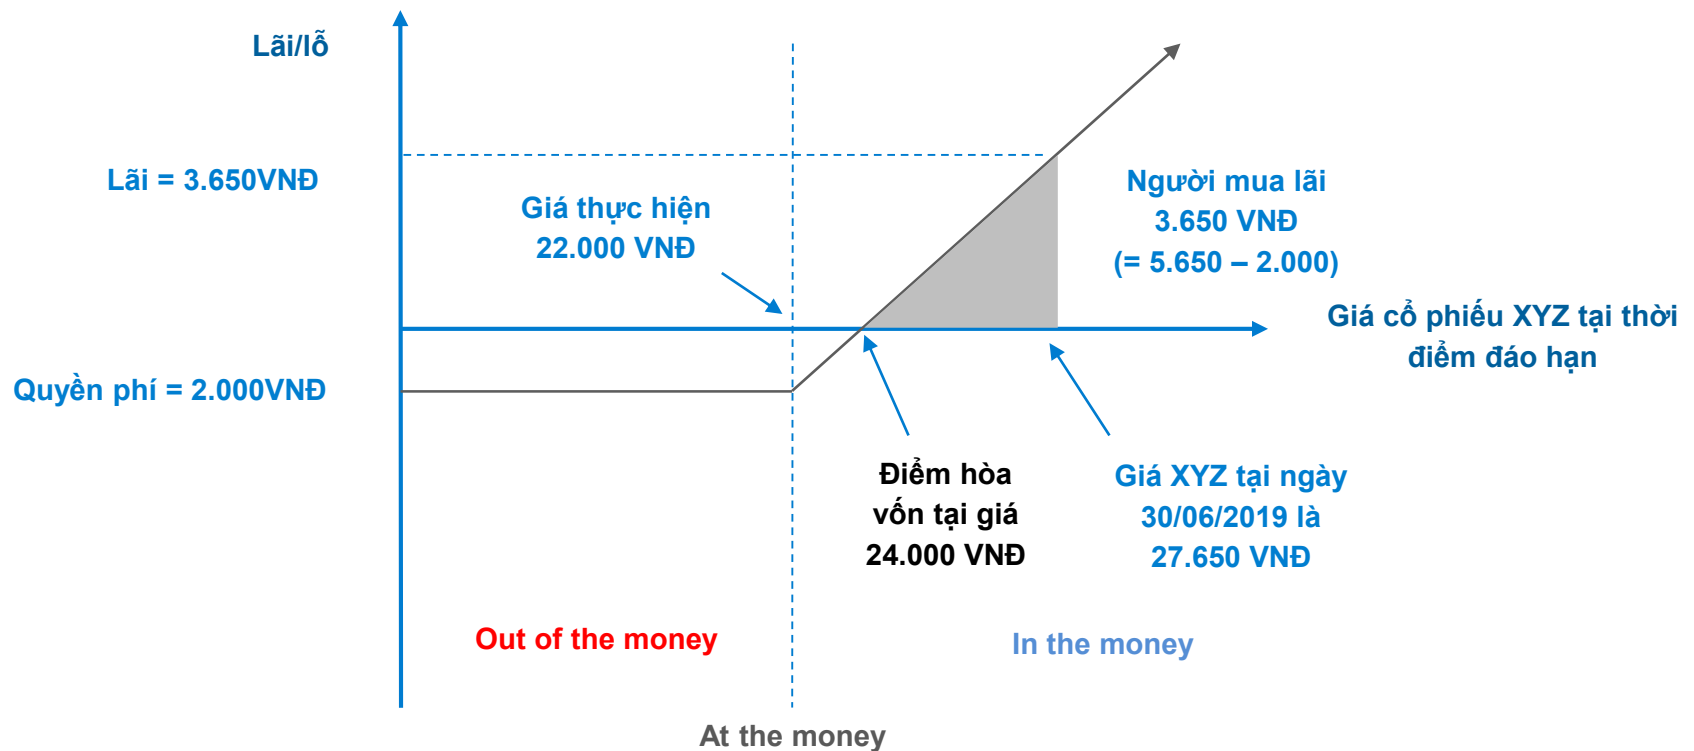 Lãi/lỗ
Lãi = 3.650VNĐ
Giá thực hiện
22.000 VNĐ
Người mua lãi
3.650 VNĐ
(= 5.650 – 2.000)
Giá cổ phiếu XYZ tại thời
điểm đáo hạn
Quyền phí = 2.000VNĐ
Điểm hòa
vốn tại giá
24.000 VNĐ
Giá XYZ tại ngày
30/06/2019 là
27.650 VNĐ
Out of the money
In the money
At the money